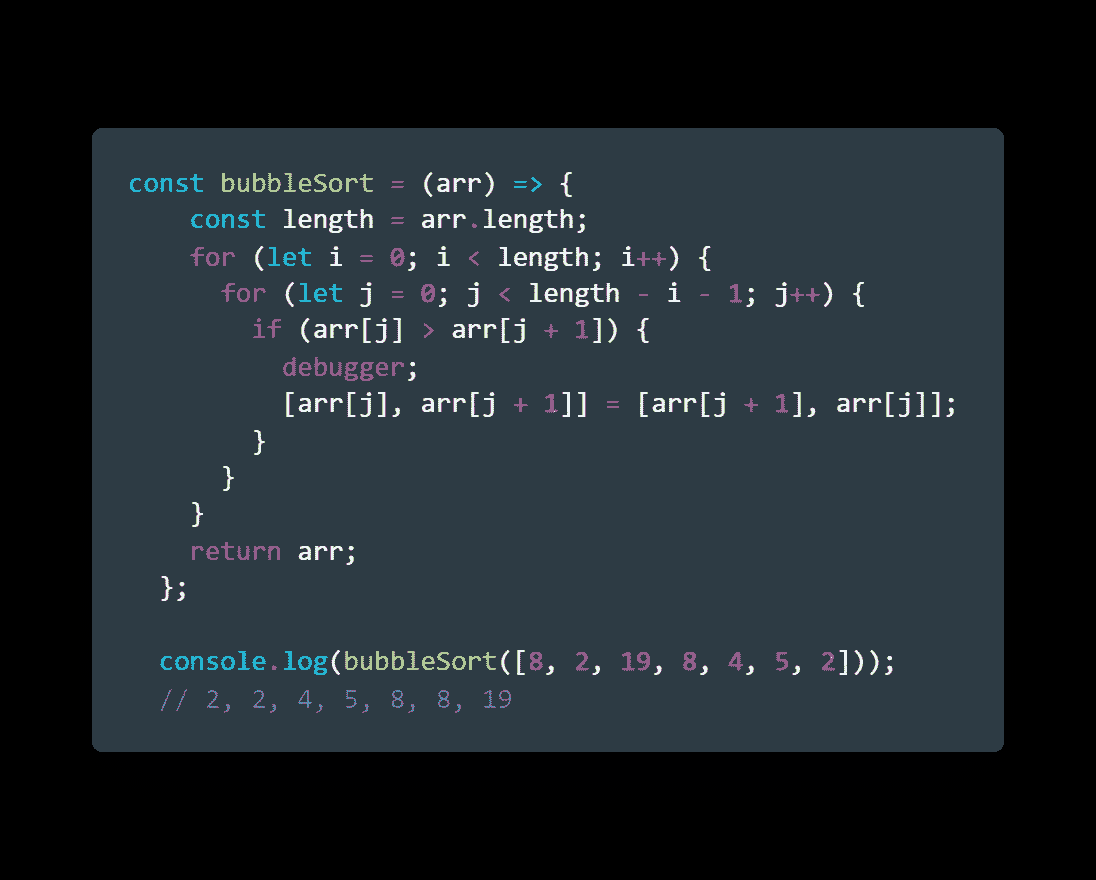 const bubbleSort = (arr) => {
    const length = arr.length;
    for (let i = 0; i < length; i++) {
      for (let j = 0; j < length - i - 1; j++) {
        if (arr[j] > arr[j + 1]) {
          debugger;
          [arr[j], arr[j + 1]] = [arr[j + 1], arr[j]];
        }
      }
    }
    return arr;
  };

  console.log(bubbleSort([8, 2, 19, 8, 4, 5, 2]));
  // 2, 2, 4, 5, 8, 8, 19